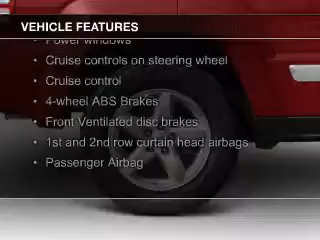 VEHICLE FEATURES
• Power windows
• Cruise controls on steering wheel
• Cruise control
• 4-wheel ABS Brakes
• Front Ventilated disc brakes
• 1st and 2nd row curtain head airbags
• Passenger Airbag